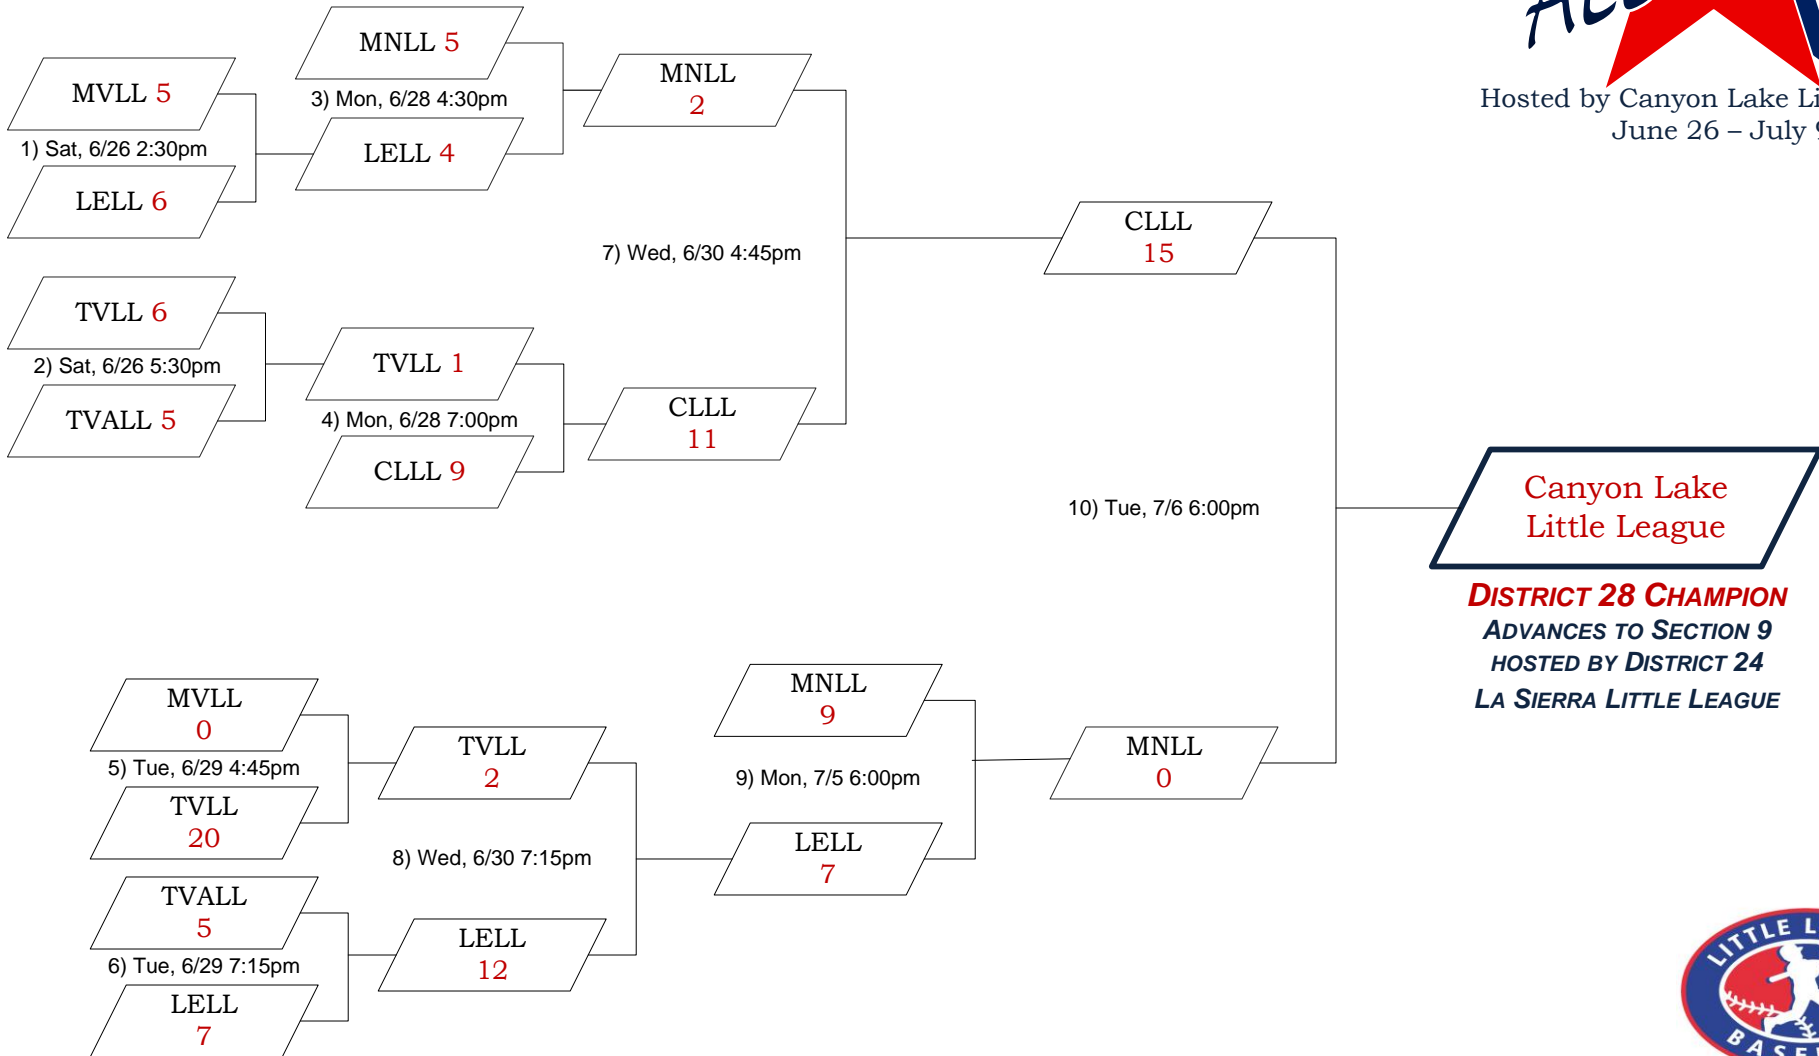 Hosted by Canyon Lake Li
June 26 – July 9
MNLL 5
3) Mon, 6/28 4:30pm
LELL 4
MVLL 5
1) Sat, 6/26 2:30pm
LELL 6
MNLL
2
7) Wed, 6/30 4:45pm
TVLL 6
2) Sat, 6/26 5:30pm
TVALL 5
TVLL 1
4) Mon, 6/28 7:00pm
CLLL 9
CLLL
11
CLLL
15
10) Tue, 7/6 6:00pm
Canyon Lake
Little League
DISTRICT 28 CHAMPION
ADVANCES TO SECTION 9
HOSTED BY DISTRICT 24
LA SIERRA LITTLE LEAGUE
MVLL
0
5) Tue, 6/29 4:45pm
TVLL
20
TVLL
2
8) Wed, 6/30 7:15pm
TVALL
5
6) Tue, 6/29 7:15pm
LELL
7
LELL
12
MNLL
9
9) Mon, 7/5 6:00pm
LELL
7
MNLL
0
LITTLE L
BASE